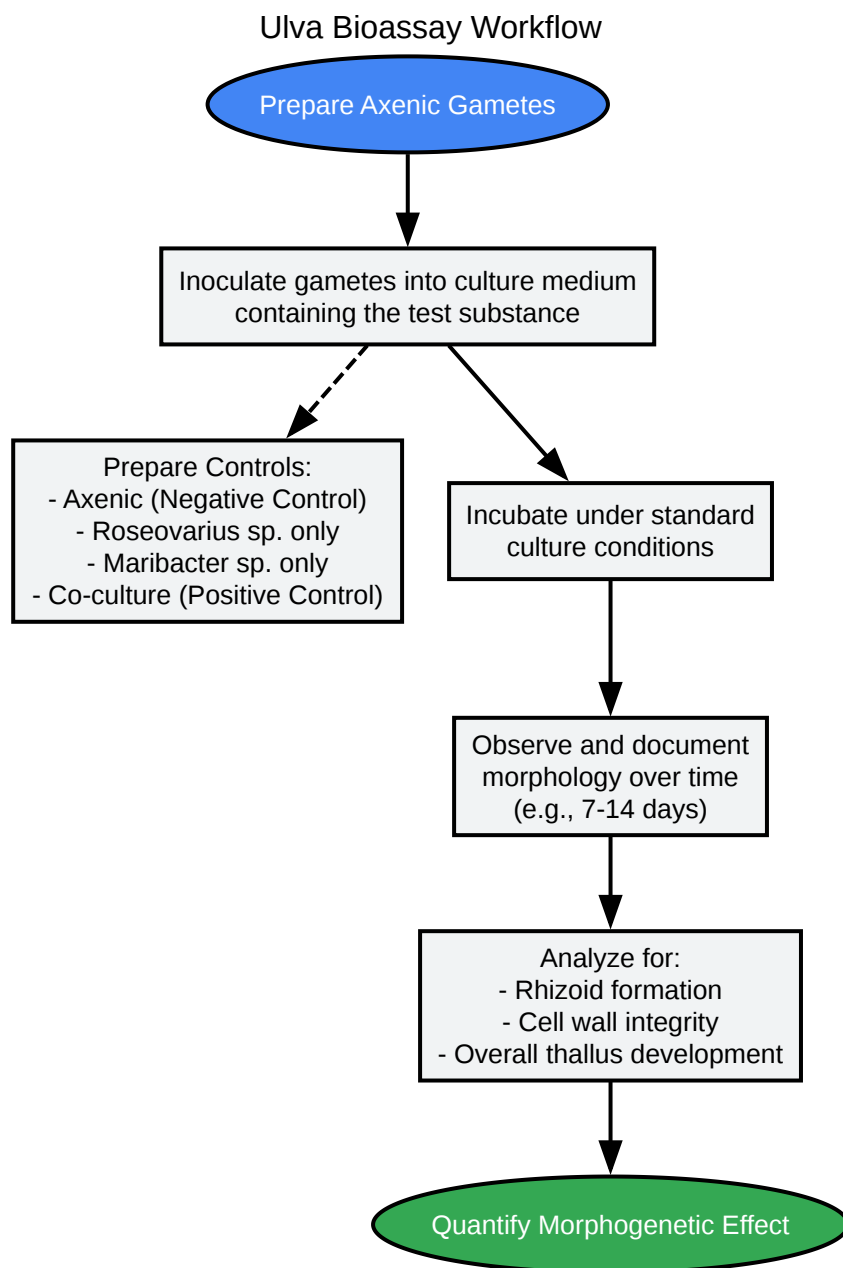 Ulva Bioassay Workflow
Prepare Axenic Gametes
Inoculate gametes into culture medium
containing the test substance
Prepare Controls:
- Axenic (Negative Control)
- Roseovarius sp. only
- Maribacter sp. only
- Co-culture (Positive Control)
Incubate under standard
culture conditions
Observe and document
morphology over time
(e.g., 7-14 days)
Analyze for:
- Rhizoid formation
- Cell wall integrity
- Overall thallus development
Quantify Morphogenetic Effect